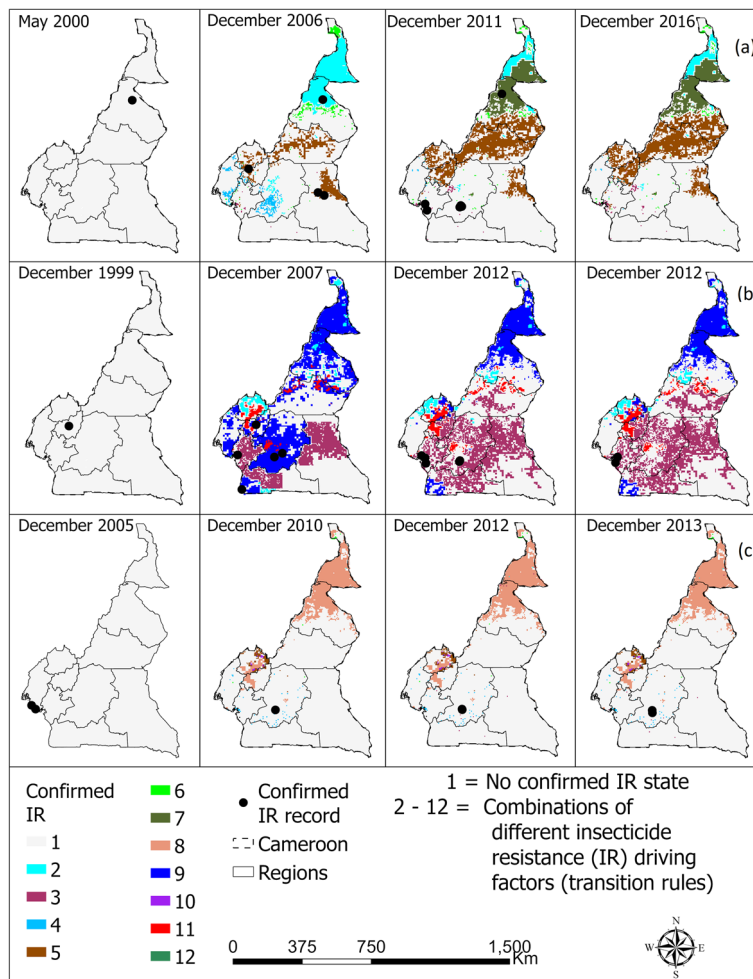 May 2000
December 2006
December 2011
December 2016
(a)
December 1999
December 2007
December 2012
December 2012
(b)
December 2005
December 2010
December 2012
December 2013
(c
Confirmed
IR
1
2
3
4
5
6
7
8
9
10
11
12
Confirmed
IR record
Cameroon
Regions
1 = No confirmed IR state
2 - 12 = Combinations of
different insecticide
resistance (IR) driving
factors (transition rules)
0 375 750 1,500
Km
N
W E
S